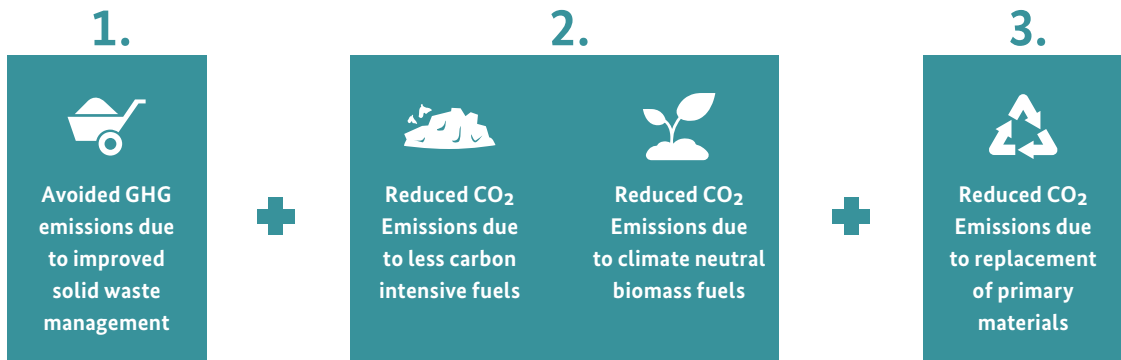 1.
Avoided GHG
emissions due
to improved
solid waste
management
2.
Reduced CO₂
Emissions due
to less carbon
intensive fuels
Reduced CO₂
Emissions due
to climate neutral
biomass fuels
3.
Reduced CO₂
Emissions due
to replacement
of primary
materials